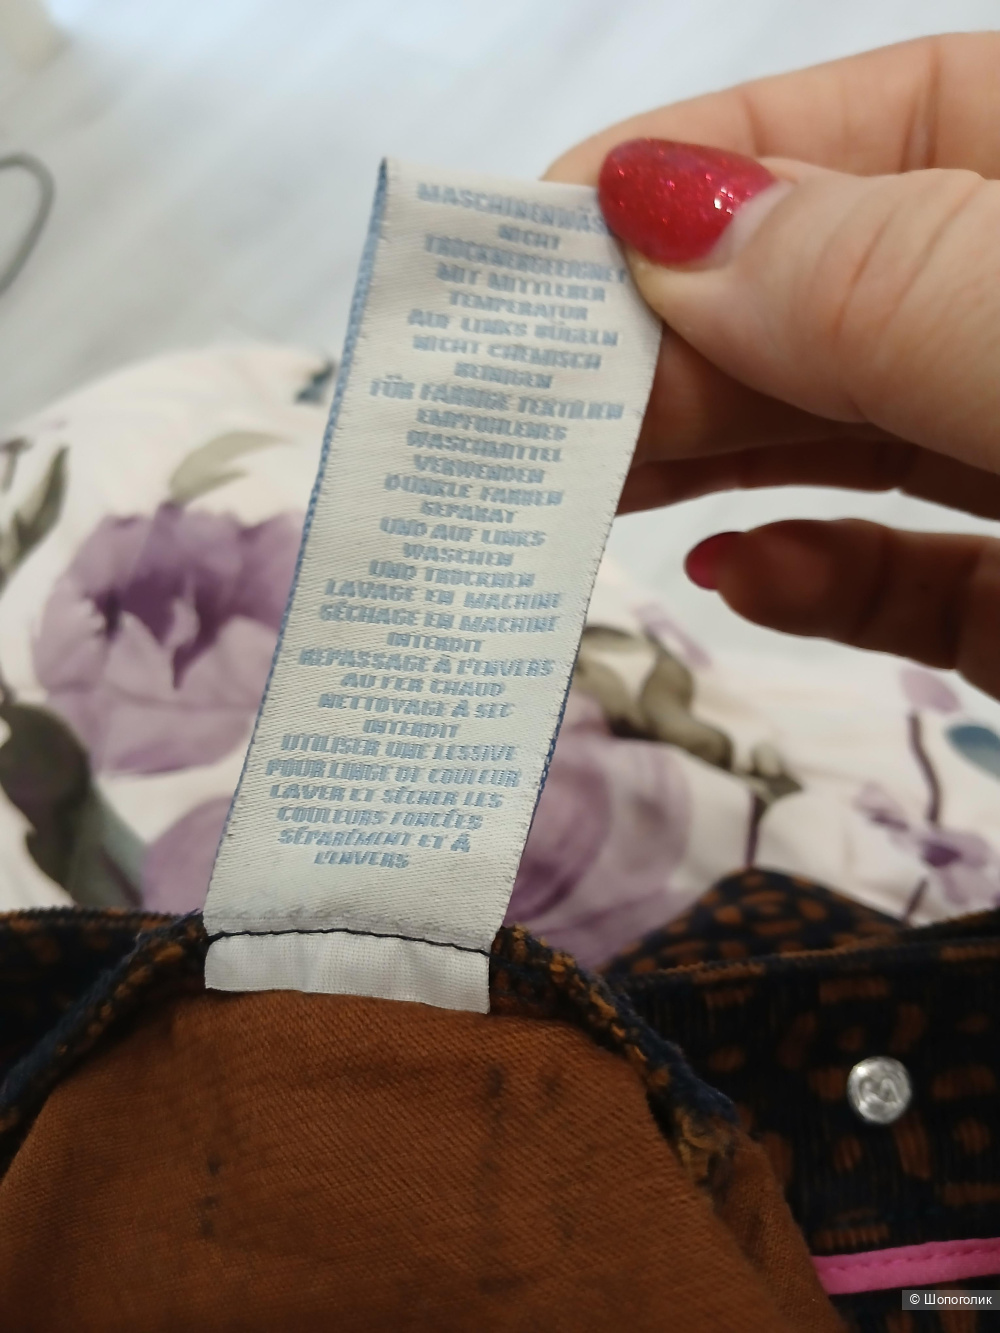 MASCHINENWÄS
NICHT
TROCKNERGEEIGNET
MIT MITTLERER
TEMPERATUR
AUF LINKS BÜGELN
NICHT CHEMISCH
REINIGEN
FÜR FARBIGE TEXTILIEN
EMPFOHLENES
WASCHMITTEL
VERWENDEN
DUNKLE FARBEN
SEPARAT
UND AUF LINKS
WASCHEN
UND TROCKNEN
LAVAGE EN MACHINE
SÉCHAGE EN MACHINE
INTERDIT
REPASSAGE À L'ENVERS
AU FER CHAUD
NETTOYAGE À SEC
INTERDIT
UTILISER UNE LESSIVE
POUR LINGE DE COULEUR
LAVER ET SÉCHER LES
COULEURS FONCÉES
SÉPARÉMENT ET À
L'ENVERS
© Шопоголик